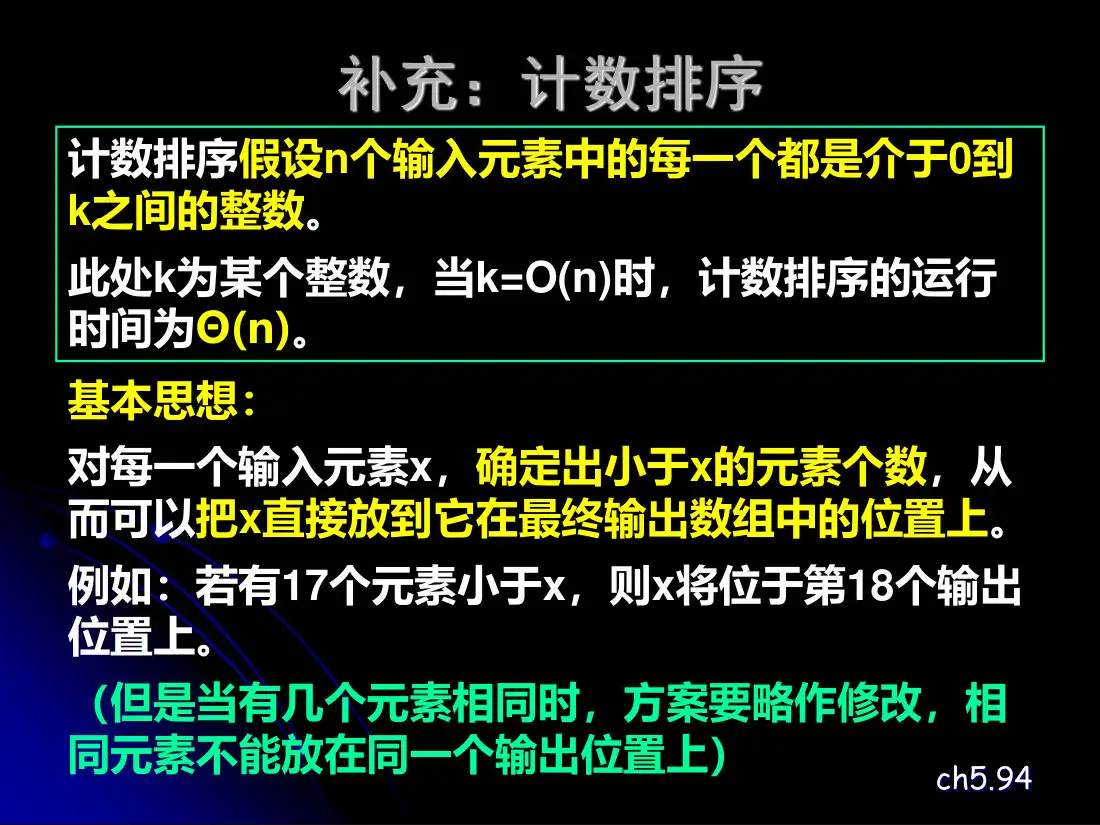 补充：计数排序
计数排序假设n个输入元素中的每一个都是介于0到
k之间的整数。
此处k为某个整数，当k=O(n)时，计数排序的运行
时间为Θ(n)。
基本思想：
对每一个输入元素x，确定出小于x的元素个数，从
而可以把x直接放到它在最终输出数组中的位置上。
例如：若有17个元素小于x，则x将位于第18个输出
位置上。
（但是当有几个元素相同时，方案要略作修改，相
同元素不能放在同一个输出位置上）
ch5.94